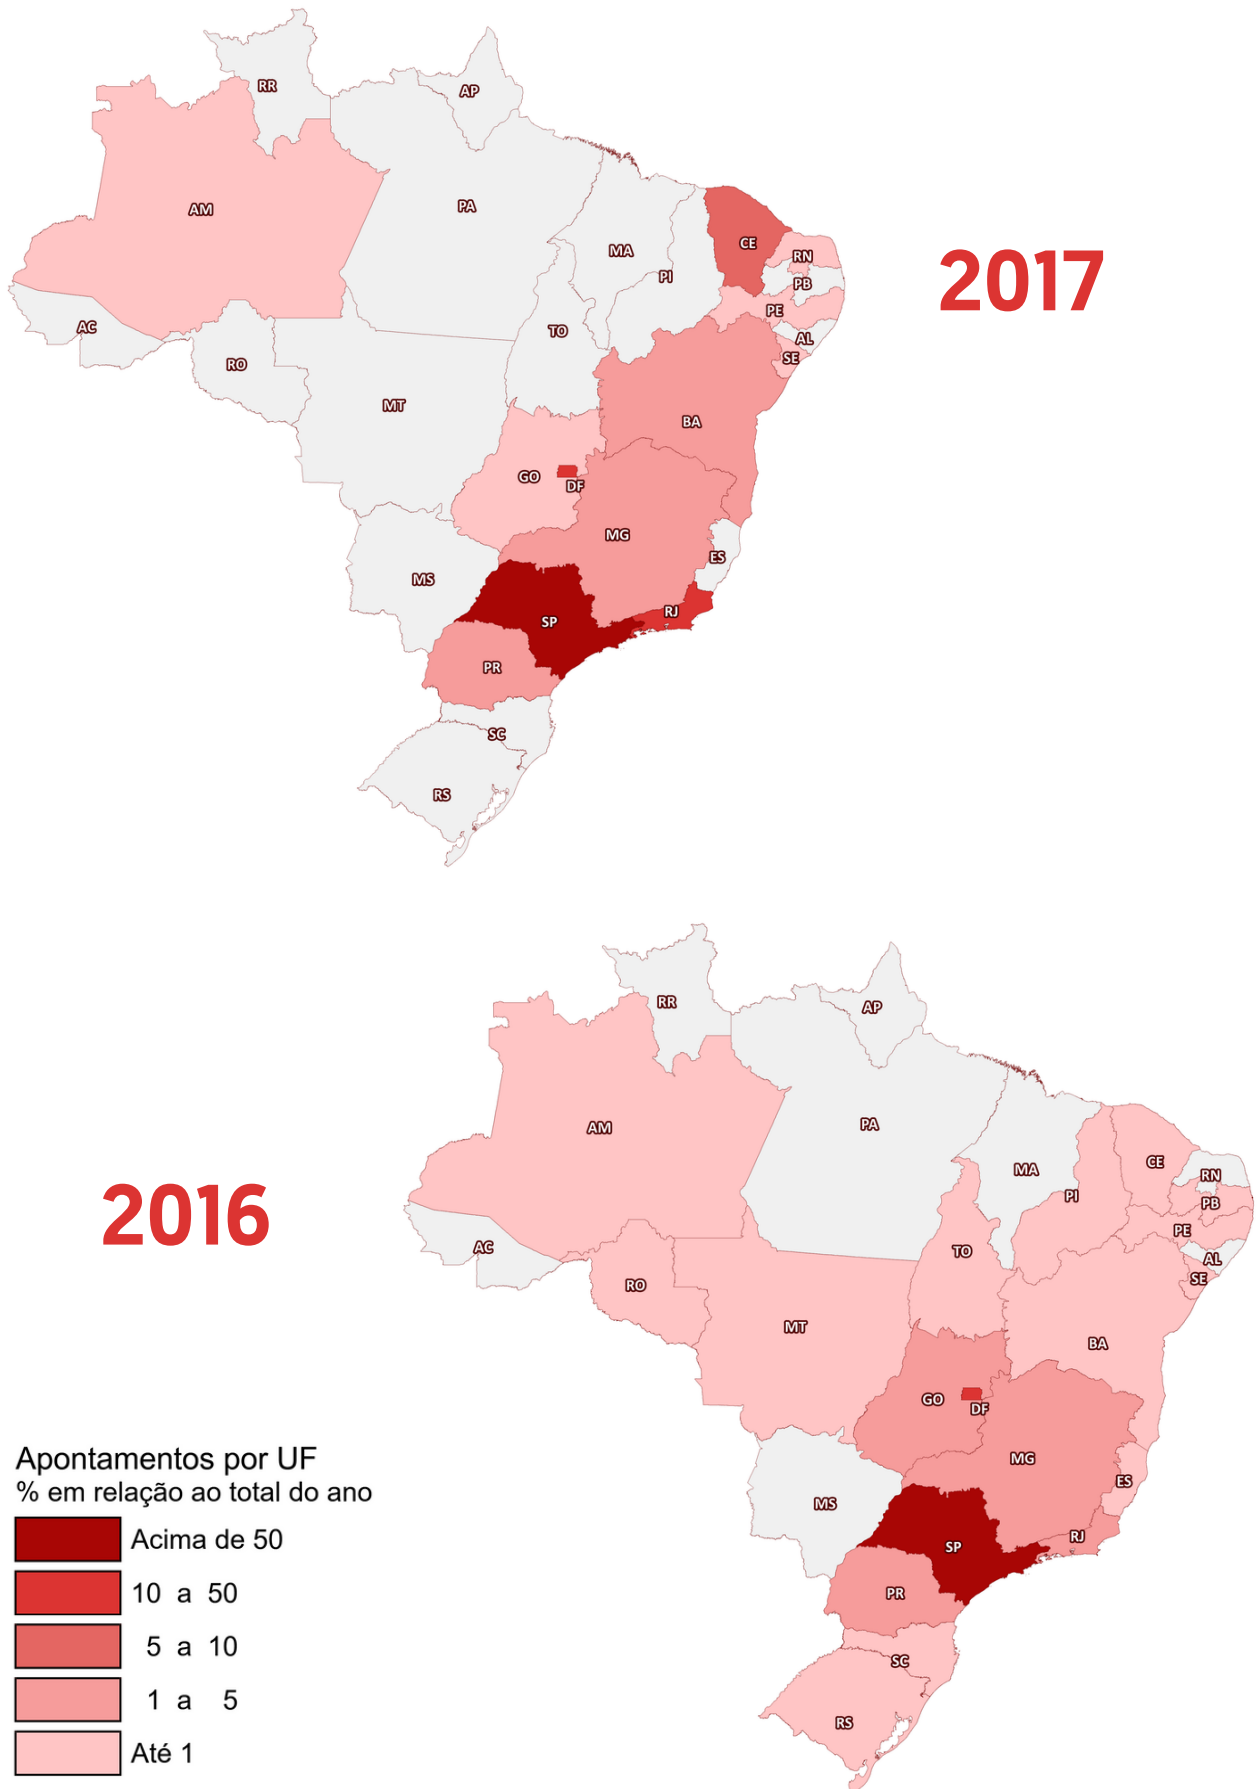 RR
AP
AM
PA
CE
MA
RN
PI
PB
PE
AC
TO
AL
SE
RO
MT
BA
GO
DF
MG
ES
MS
RJ
SP
PR
SC
RS
2017
RR
AP
AM
PA
CE
MA
RN
PI
PB
PE
AC
TO
AL
SE
RO
MT
BA
GO
DF
MG
ES
MS
RJ
SP
PR
SC
RS
2016
Apontamentos por UF
% em relação ao total do ano
Acima de 50
10 a 50
5 a 10
1 a 5
Até 1